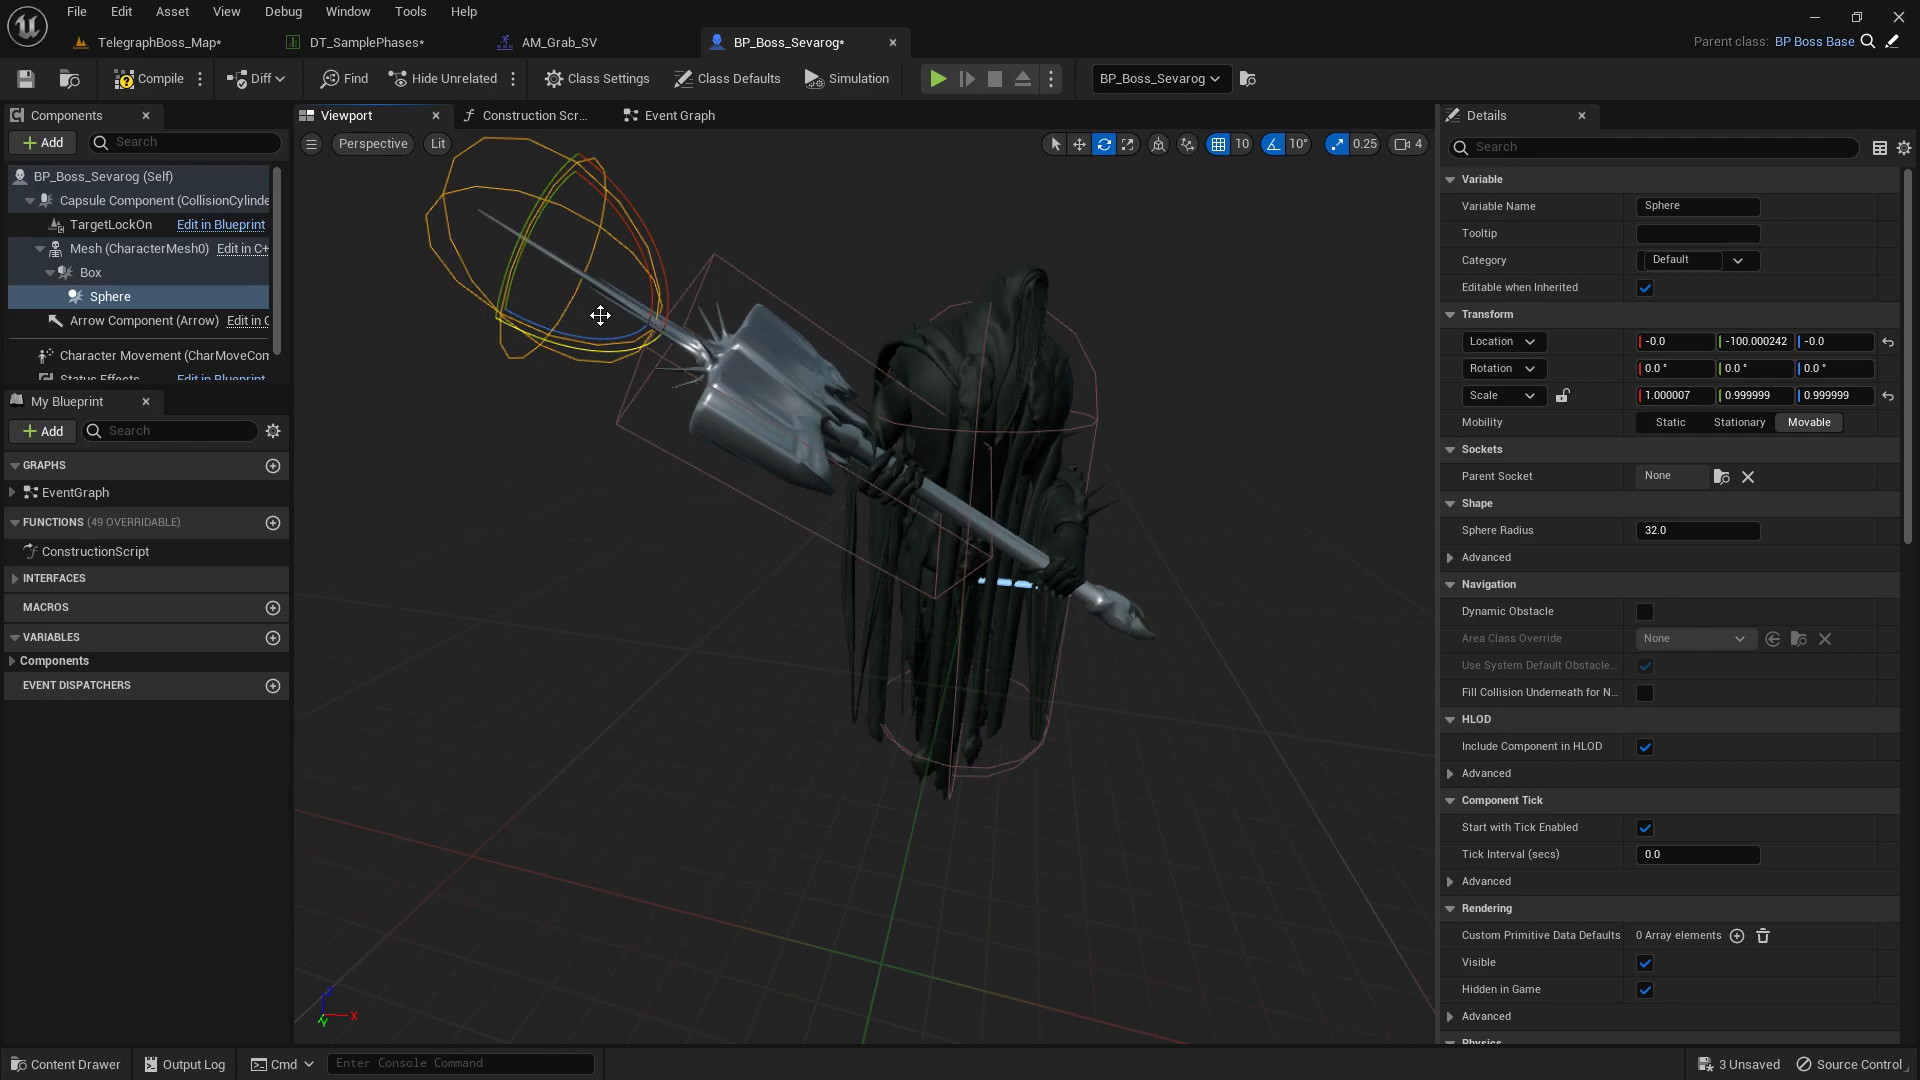 File Edit Asset View Debug Window Tools Help
TelegraphBoss_Map* DT_SamplePhases* AM_Grab_SV BP_Boss_Sevarog*
Parent class: BP Boss Base
Compile Diff Find Hide Unrelated Class Settings Class Defaults Simulation BP_Boss_Sevarog
Components
Add Search
BP_Boss_Sevarog (Self)
Capsule Component (CollisionCylinde
TargetLockOn Edit in Blueprint
Mesh (CharacterMesh0) Edit in C+
Box
Sphere
Arrow Component (Arrow) Edit in C
Character Movement (CharMoveCon
Status Effects Edit in Blueprint
My Blueprint
Add Search
GRAPHS
EventGraph
FUNCTIONS (49 OVERRIDABLE)
ConstructionScript
INTERFACES
MACROS
VARIABLES
Components
EVENT DISPATCHERS
Viewport Construction Scr... Event Graph
Perspective Lit 10 10° 0.25 4
X
Y
Details
Search
Variable
Variable Name Sphere
Tooltip
Category Default
Editable when Inherited
Transform
Location -0.0 -100.000242 -0.0
Rotation 0.0 ° 0.0 ° 0.0 °
Scale 1.000007 0.999999 0.999999
Mobility Static Stationary Movable
Sockets
Parent Socket None
Shape
Sphere Radius 32.0
Advanced
Navigation
Dynamic Obstacle
Area Class Override None
Use System Default Obstacle...
Fill Collision Underneath for N...
HLOD
Include Component in HLOD
Advanced
Component Tick
Start with Tick Enabled
Tick Interval (secs) 0.0
Advanced
Rendering
Custom Primitive Data Defaults 0 Array elements
Visible
Hidden in Game
Advanced
Physics
Content Drawer Output Log Cmd Enter Console Command 3 Unsaved Source Control